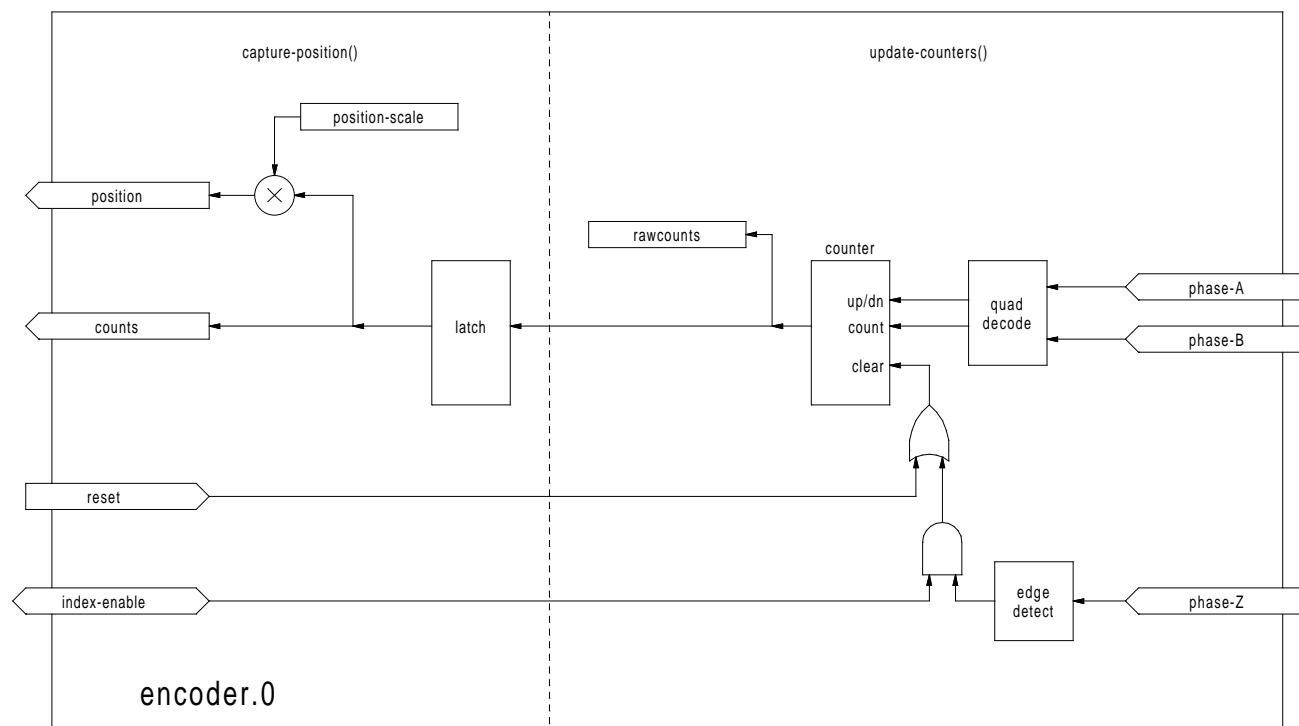 capture-position()
update-counters()
position-scale
position
rawcounts
counter
phase-A
up/dn
quad
decode
counts
latch
count
phase-B
clear
reset
index-enable
edge
detect
phase-Z
encoder.0